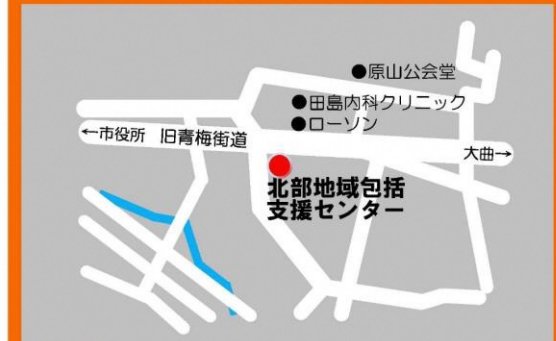 ●原山公会堂
●田島内科クリニック
●ローソン
←市役所 旧青梅街道
大曲→
北部地域包括
支援センター